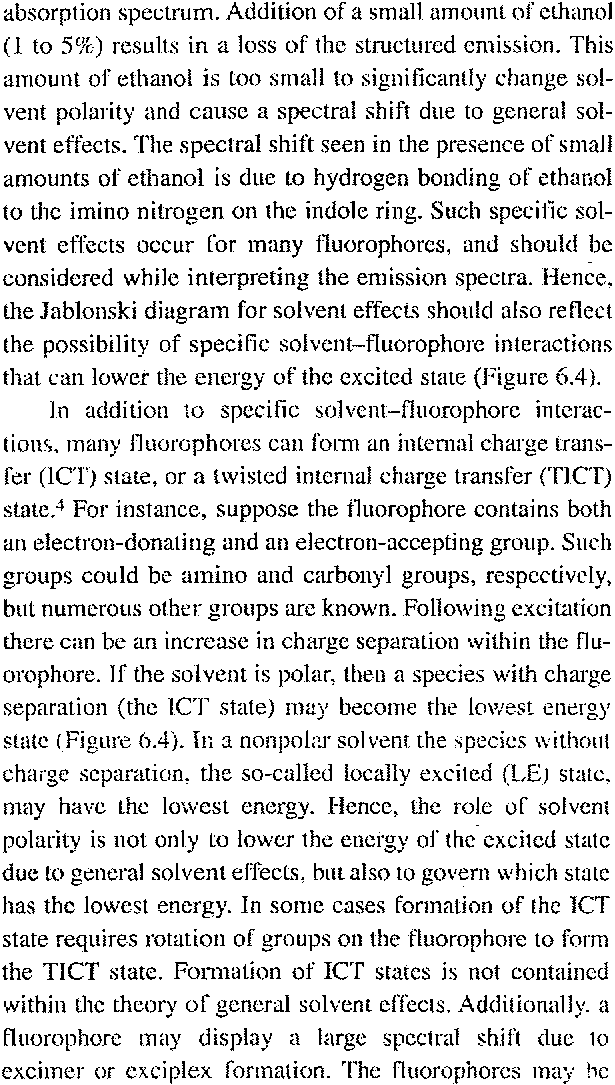 absorption spectrum. Addition of a small amount of ethanol
(1 to 5%) results in a loss of the structured emission. This
amount of ethanol is too small to significantly change sol-
vent polarity and cause a spectral shift due to general sol-
vent effects. The spectral shift seen in the presence of small
amounts of ethanol is due to hydrogen bonding of ethanol
to the imino nitrogen on the indole ring. Such specific sol-
vent effects occur for many fluorophores, and should be
considered while interpreting the emission spectra. Hence,
the Jablonski diagram for solvent effects should also reflect
the possibility of specific solvent–fluorophore interactions
that can lower the energy of the excited state (Figure 6.4).
In addition to specific solvent–fluorophore interac-
tions, many fluorophores can form an internal charge trans-
fer (ICT) state, or a twisted internal charge transfer (TICT)
state.⁴ For instance, suppose the fluorophore contains both
an electron-donating and an electron-accepting group. Such
groups could be amino and carbonyl groups, respectively,
but numerous other groups are known. Following excitation
there can be an increase in charge separation within the flu-
orophore. If the solvent is polar, then a species with charge
separation (the ICT state) may become the lowest energy
state (Figure 6.4). In a nonpolar solvent the species without
charge separation, the so-called locally excited (LE) state,
may have the lowest energy. Hence, the role of solvent
polarity is not only to lower the energy of the excited state
due to general solvent effects, but also to govern which state
has the lowest energy. In some cases formation of the ICT
state requires rotation of groups on the fluorophore to form
the TICT state. Formation of ICT states is not contained
within the theory of general solvent effects. Additionally, a
fluorophore may display a large spectral shift due to
excimer or exciplex formation. The fluorophores may be